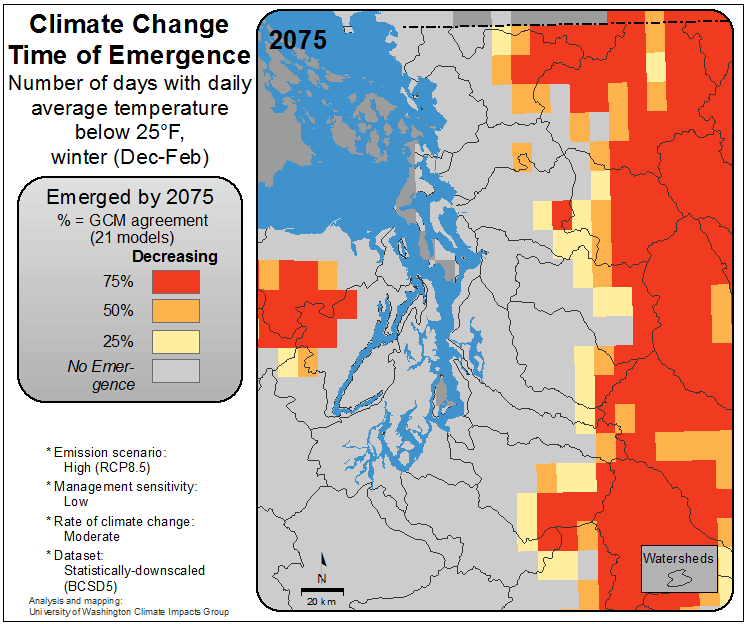 Climate Change
Time of Emergence
Number of days with daily
average temperature
below 25°F,
winter (Dec-Feb)
Emerged by 2075
% = GCM agreement
(21 models)
Decreasing
75%
50%
25%
No Emer-
gence
* Emission scenario:
High (RCP8.5)
* Management sensitivity:
Low
* Rate of climate change:
Moderate
* Dataset:
Statistically-downscaled
(BCSD5)
Analysis and mapping:
University of Washington Climate Impacts Group
2075
N
20 km
Watersheds